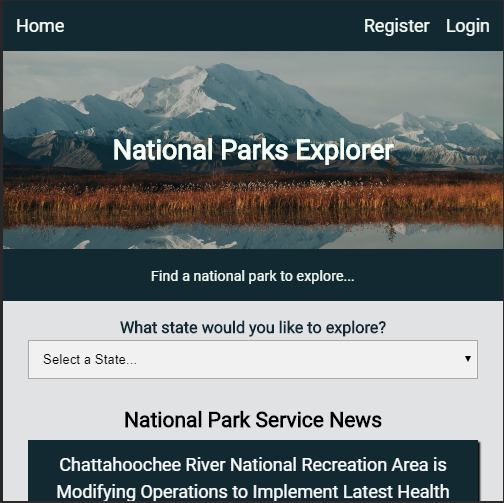 Home Register Login
National Parks Explorer
Find a national park to explore...
What state would you like to explore?
Select a State...
National Park Service News
Chattahoochee River National Recreation Area is
Modifying Operations to Implement Latest Health